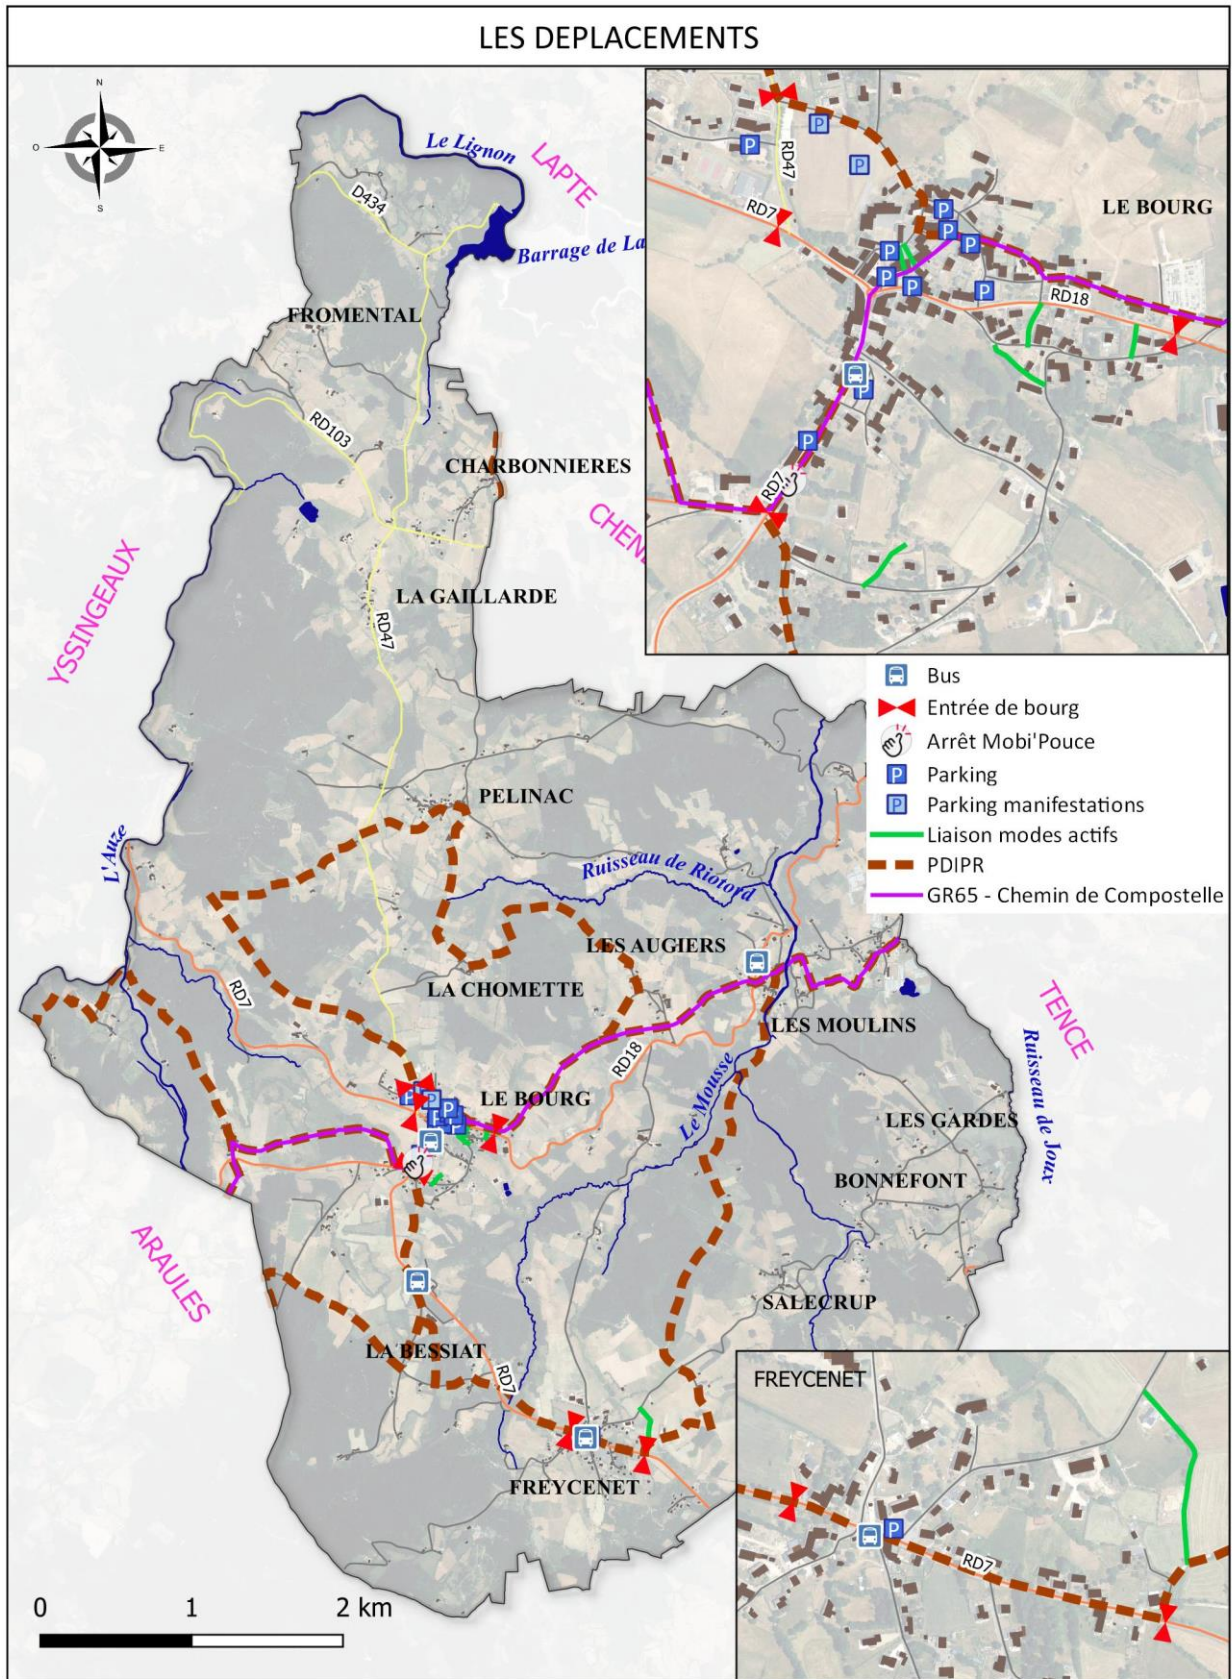 LES DEPLACEMENTS
N
O
E
S
Le Lignon
LAPTE
D434
Barrage de La
FROMENTAL
RD103
CHARBONNIERES
CHENE
YSSINGEAUX
LA GAILLARDE
RD47
PELINAC
L'Auze
Ruisseau de Riotord
LES AUGIERS
LA CHOMETTE
RD7
LES MOULINS
TENCE
RD18
LE BOURG
Le Mousse
Ruisseau de Joux
LES GARDES
BONNEFONT
ARAULES
SALECRUP
LA BESSIAT
RD7
FREYCENET
0 1 2 km
LE BOURG
RD47
RD7
RD18
RD7
P
P
P
P
P
P
P
P
P
P
P
P
Bus
Entrée de bourg
Arrêt Mobi'Pouce
P Parking
P Parking manifestations
Liaison modes actifs
PDIPR
GR65 - Chemin de Compostelle
FREYCENET
P
RD7